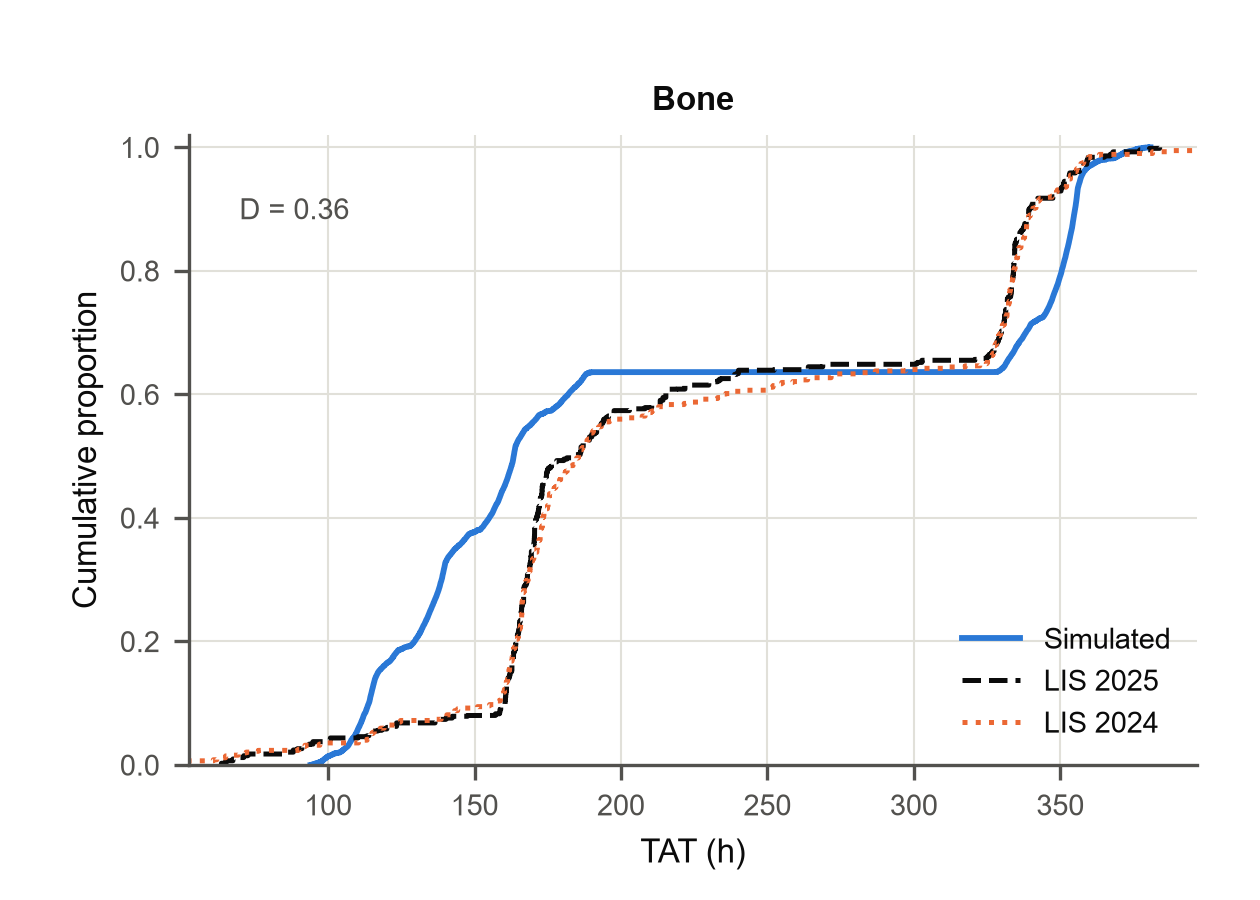 Bone
1.0
D = 0.36
0.8
0.6
0.4
0.2
0.0
Cumulative proportion
Simulated
LIS 2025
LIS 2024
100 150 200 250 300 350
TAT (h)